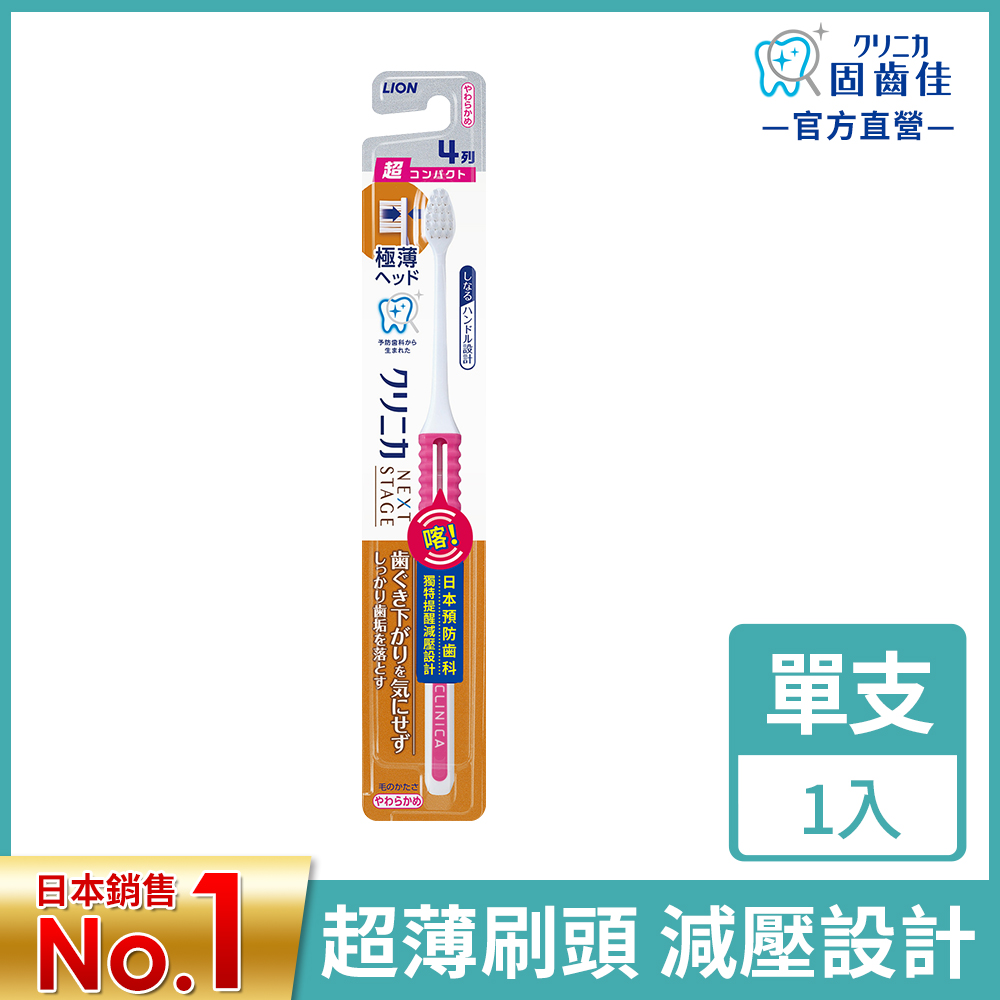 クリニカ
固齒佳
官方直營
LION
やわらかめ
4列
超コンパクト
極薄
ヘッド
しなるハンドル設計
予防歯科から
生まれた
クリニカ
NEXT
STAGE
喀!
日本預防歯科
獨特提醒減壓設計
歯ぐき下がりを気にせず
しっかり歯垢を落とす
CLINICA
毛のかたさ
やわらかめ
單支
1入
日本銷售
No.1
超薄刷頭 減壓設計